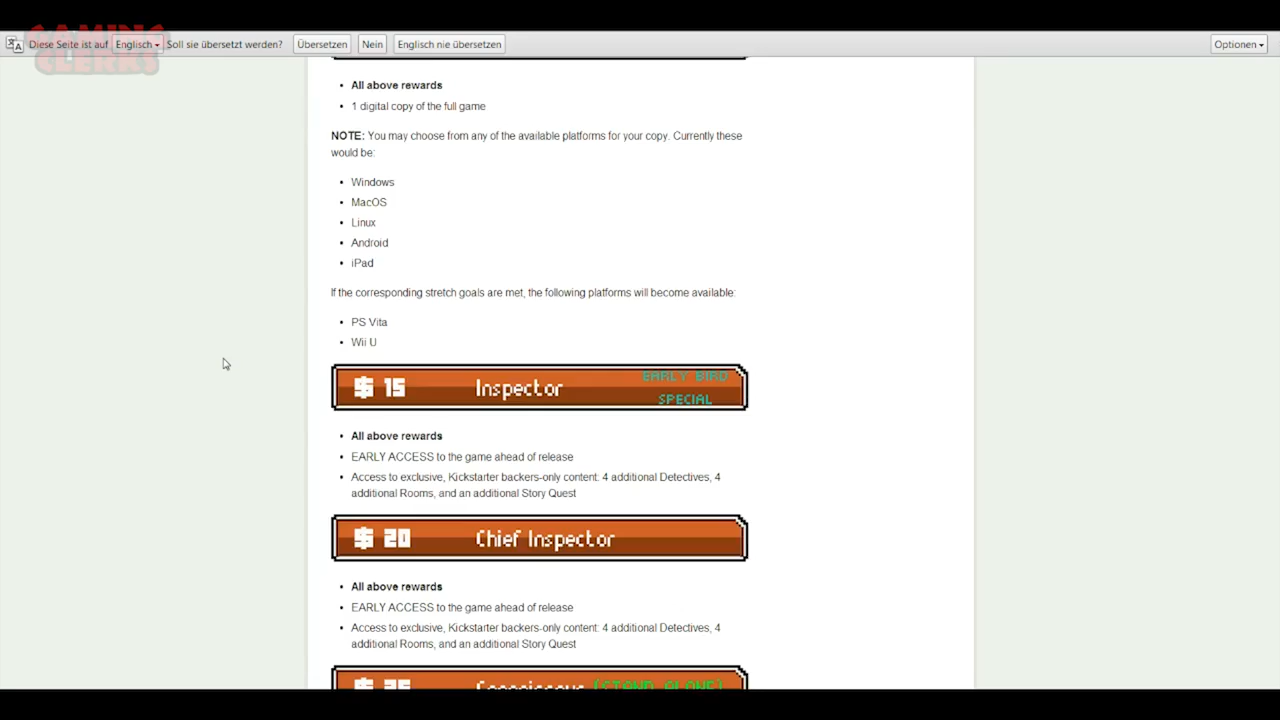 GAMING
CLERKS
Diese Seite ist auf Englisch Soll sie übersetzt werden? Übersetzen Nein Englisch nie übersetzen Optionen
All above rewards
1 digital copy of the full game
NOTE: You may choose from any of the available platforms for your copy. Currently these
would be:
Windows
MacOS
Linux
Android
iPad
If the corresponding stretch goals are met, the following platforms will become available:
PS Vita
Wii U
$ 15 Inspector EARLY BIRD
SPECIAL
All above rewards
EARLY ACCESS to the game ahead of release
Access to exclusive, Kickstarter backers-only content: 4 additional Detectives, 4
additional Rooms, and an additional Story Quest
$ 20 Chief Inspector
All above rewards
EARLY ACCESS to the game ahead of release
Access to exclusive, Kickstarter backers-only content: 4 additional Detectives, 4
additional Rooms, and an additional Story Quest
(STAND ALONE)